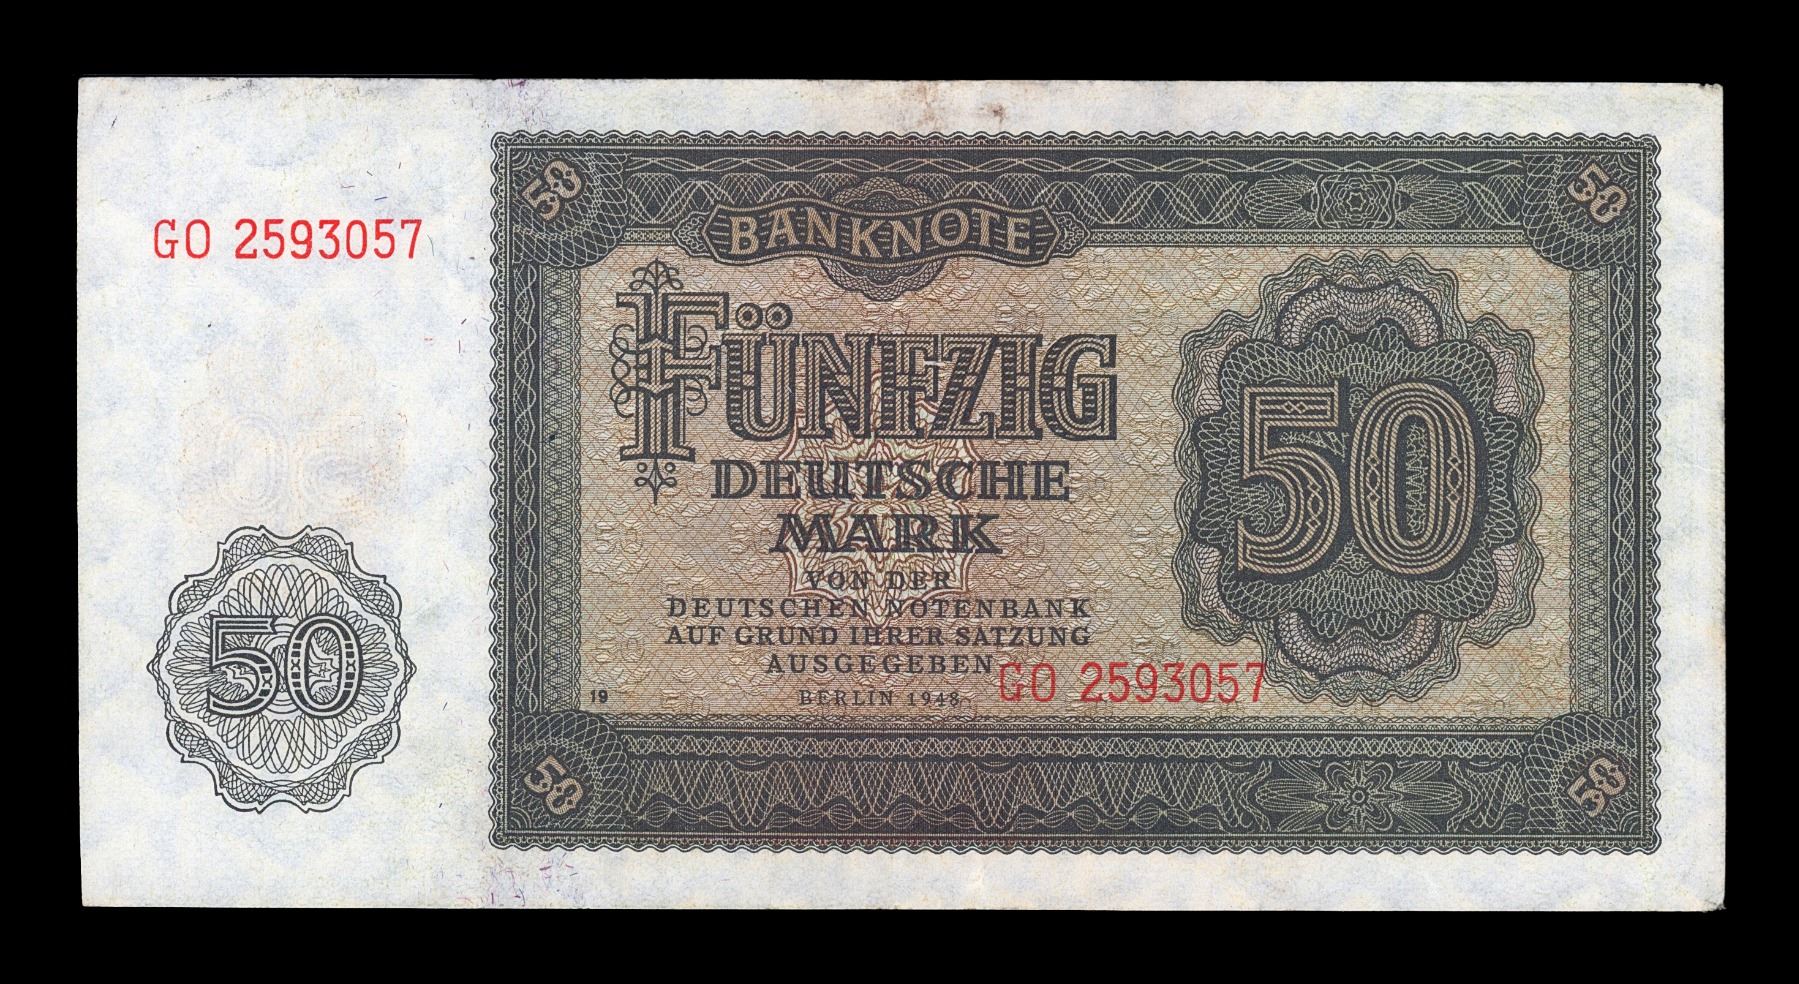 50
50
BANKNOTE
GO 2593057
FÜNFZIG
50
DEUTSCHE
MARK
VON DER
DEUTSCHEN NOTENBANK
AUF GRUND IHRER SATZUNG
AUSGEGEBEN
GO 2593057
19
BERLIN 1948
50
50
50